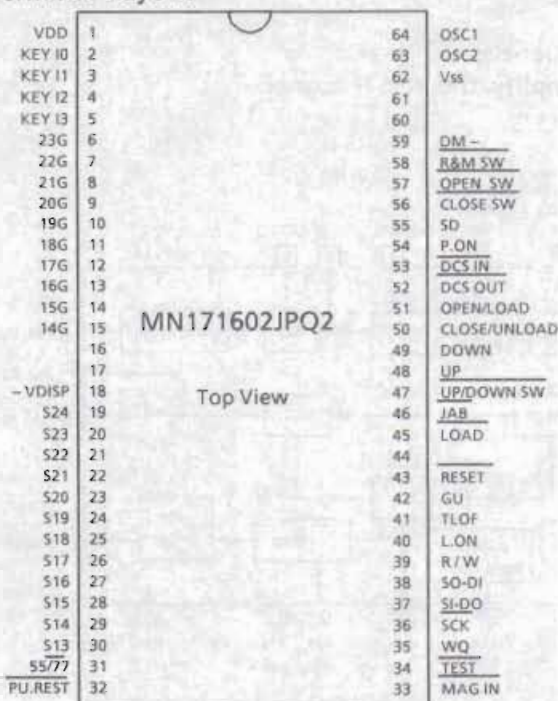 VDD 1 64 OSC1
KEY I0 2 63 OSC2
KEY I1 3 62 Vss
KEY I2 4 61
KEY I3 5 60
23G 6 59 DM –
22G 7 58 R&M SW
21G 8 57 OPEN SW
20G 9 56 CLOSE SW
19G 10 55 SD
18G 11 54 P.ON
17G 12 53 DCS IN
16G 13 52 DCS OUT
15G 14 51 OPEN/LOAD
14G 15 50 CLOSE/UNLOAD
MN171602JPQ2
16 49 DOWN
17 48 UP
– VDISP 18 47 UP/DOWN SW
Top View
S24 19 46 JAB
S23 20 45 LOAD
S22 21 44
S21 22 43 RESET
S20 23 42 GU
S19 24 41 TLOF
S18 25 40 L.ON
S17 26 39 R / W
S16 27 38 SO-DI
S15 28 37 SI-DO
S14 29 36 SCK
S13 30 35 WQ
55/77 31 34 TEST
PU.REST 32 33 MAG IN